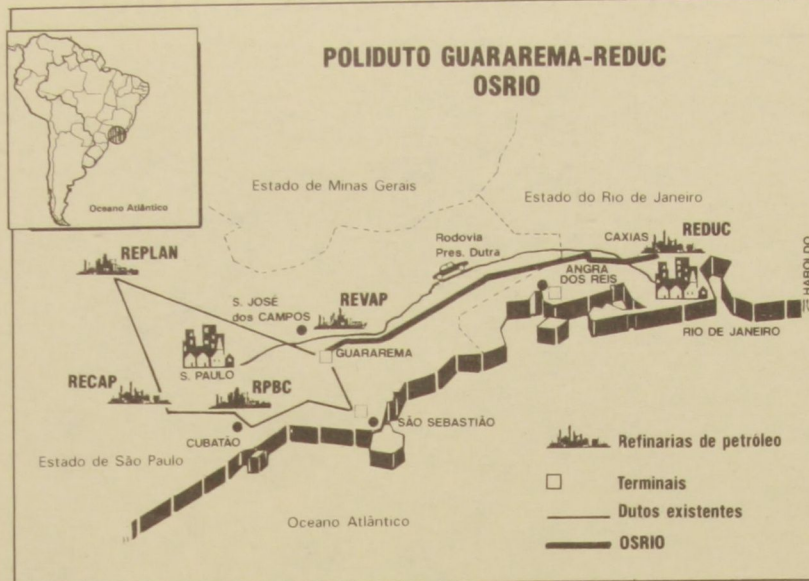 POLIDUTO GUARAREMA-REDUC
OSRIO
Oceano Atlântico
Estado de Minas Gerais
Estado do Rio de Janeiro
REPLAN
Rodovia
Pres. Dutra
CAXIAS
REDUC
ANGRA
DOS REIS
S. JOSÉ
dos CAMPOS
REVAP
GUARAREMA
S. PAULO
RIO DE JANEIRO
HAROLDO
RECAP
RPBC
CUBATÃO
SÃO SEBASTIÃO
Estado de São Paulo
Oceano Atlântico
Refinarias de petróleo
Terminais
Dutos existentes
OSRIO